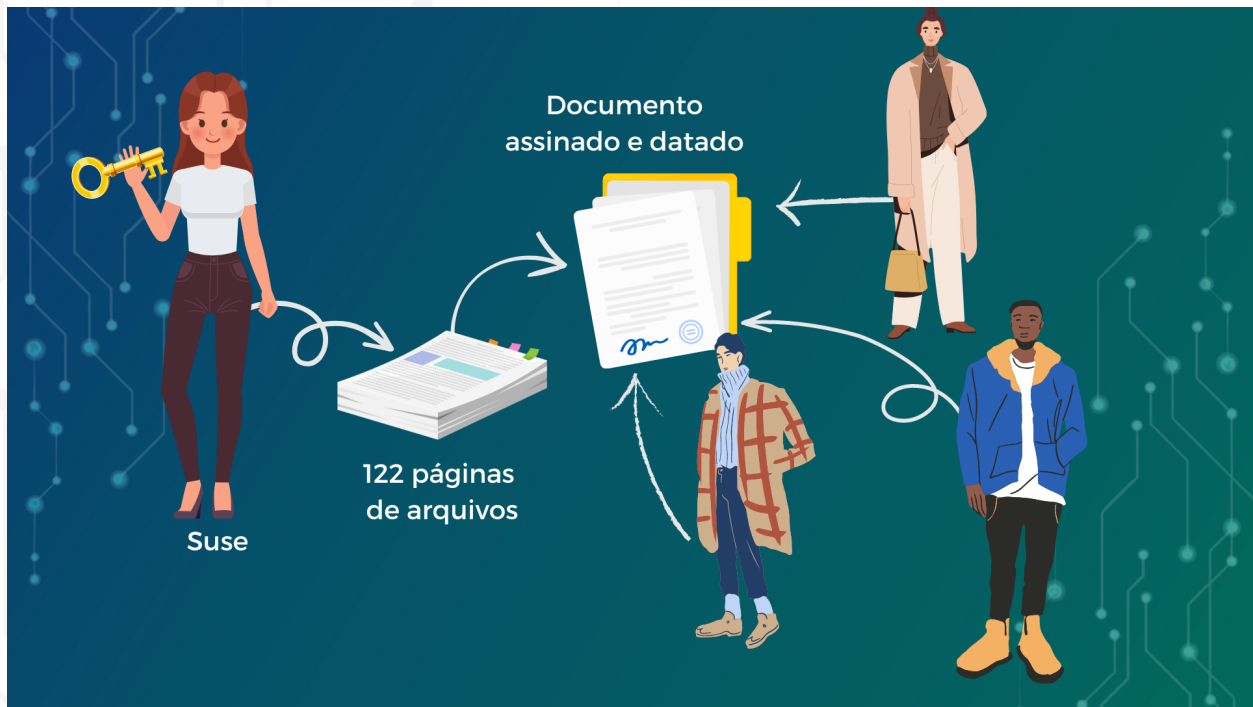 Documento
assinado e datado
122 páginas
de arquivos
Suse